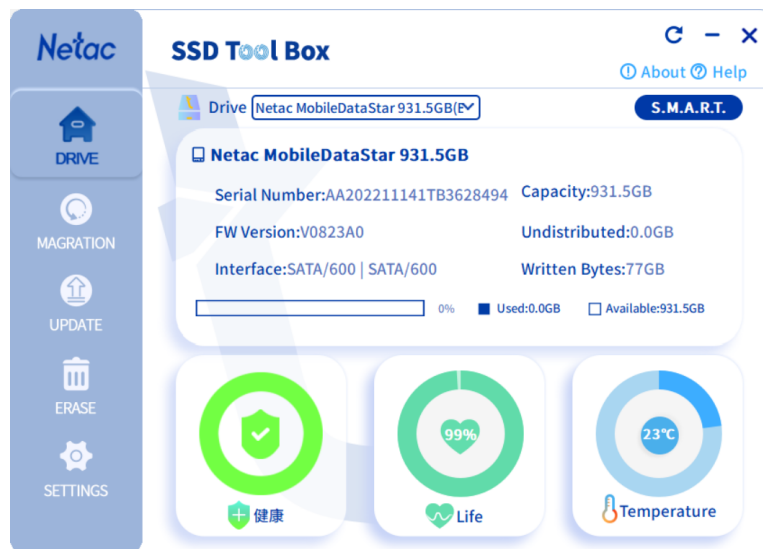 Netac
SSD Tool Box
About Help
Drive Netac MobileDataStar 931.5GB(E
S.M.A.R.T.
DRIVE
MAGRATION
UPDATE
ERASE
SETTINGS
Netac MobileDataStar 931.5GB
Serial Number:AA202211141TB3628494 Capacity:931.5GB
FW Version:V0823A0 Undistributed:0.0GB
Interface:SATA/600 | SATA/600 Written Bytes:77GB
0% Used:0.0GB Available:931.5GB
99%
23℃
健康
Life
Temperature